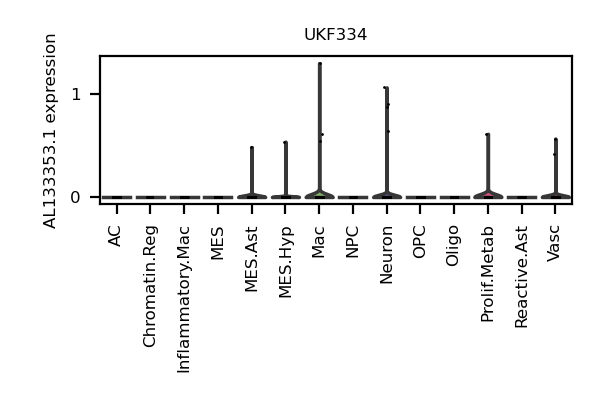 UKF334
AL133353.1 expression
1
0
AC
Chromatin.Reg
Inflammatory.Mac
MES
MES.Ast
MES.Hyp
Mac
NPC
Neuron
OPC
Oligo
Prolif.Metab
Reactive.Ast
Vasc